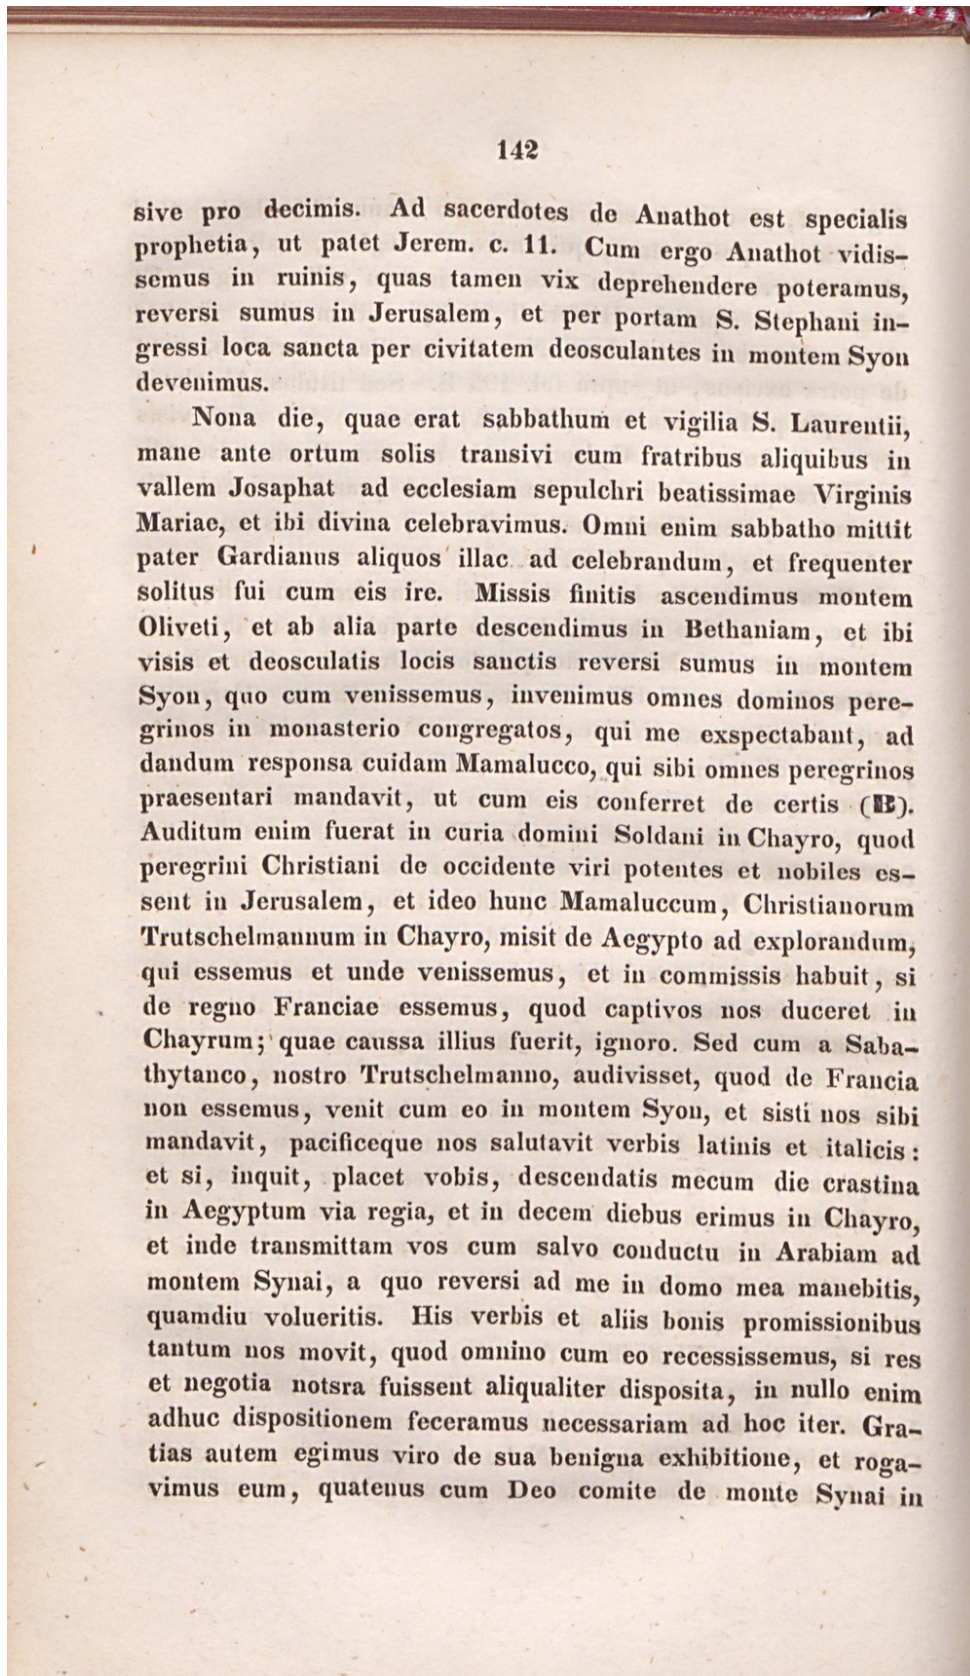 142
sive pro decimis. Ad sacerdotes de Anathot est specialis
prophetia, ut patet Jerem. c. 11. Cum ergo Anathot vidis-
semus in ruinis, quas tamen vix deprehendere poteramus,
reversi sumus in Jerusalem, et per portam S. Stephani in-
gressi loca sancta per civitatem deosculantes in montem Syon
devenimus.
Nona die, quae erat sabbathum et vigilia S. Laurentii,
mane ante ortum solis transivi cum fratribus aliquibus in
vallem Josaphat ad ecclesiam sepulchri beatissimae Virginis
Mariae, et ibi divina celebravimus. Omni enim sabbatho mittit
pater Gardianus aliquos illac ad celebrandum, et frequenter
solitus fui cum eis ire. Missis finitis ascendimus montem
Oliveti, et ab alia parte descendimus in Bethaniam, et ibi
visis et deosculatis locis sanctis reversi sumus in montem
Syon, quo cum venissemus, invenimus omnes dominos pere-
grinos in monasterio congregatos, qui me exspectabant, ad
dandum responsa cuidam Mamalucco, qui sibi omnes peregrinos
praesentari mandavit, ut cum eis conferret de certis (B).
Auditum enim fuerat in curia domini Soldani in Chayro, quod
peregrini Christiani de occidente viri potentes et nobiles es-
sent in Jerusalem, et ideo hunc Mamaluccum, Christianorum
Trutschelmannum in Chayro, misit de Aegypto ad explorandum,
qui essemus et unde venissemus, et in commissis habuit, si
de regno Franciae essemus, quod captivos nos duceret in
Chayrum; quae caussa illius fuerit, ignoro. Sed cum a Saba-
thytanco, nostro Trutschelmanno, audivisset, quod de Francia
non essemus, venit cum eo in montem Syon, et sisti nos sibi
mandavit, pacificeque nos salutavit verbis latinis et italicis:
et si, inquit, placet vobis, descendatis mecum die crastina
in Aegyptum via regia, et in decem diebus erimus in Chayro,
et inde transmittam vos cum salvo conductu in Arabiam ad
montem Synai, a quo reversi ad me in domo mea manebitis,
quamdiu volueritis. His verbis et aliis bonis promissionibus
tantum nos movit, quod omnino cum eo recessissemus, si res
et negotia notsra fuissent aliqualiter disposita, in nullo enim
adhuc dispositionem feceramus necessariam ad hoc iter. Gra-
tias autem egimus viro de sua benigna exhibitione, et roga-
vimus eum, quatenus cum Deo comite de monte Synai in